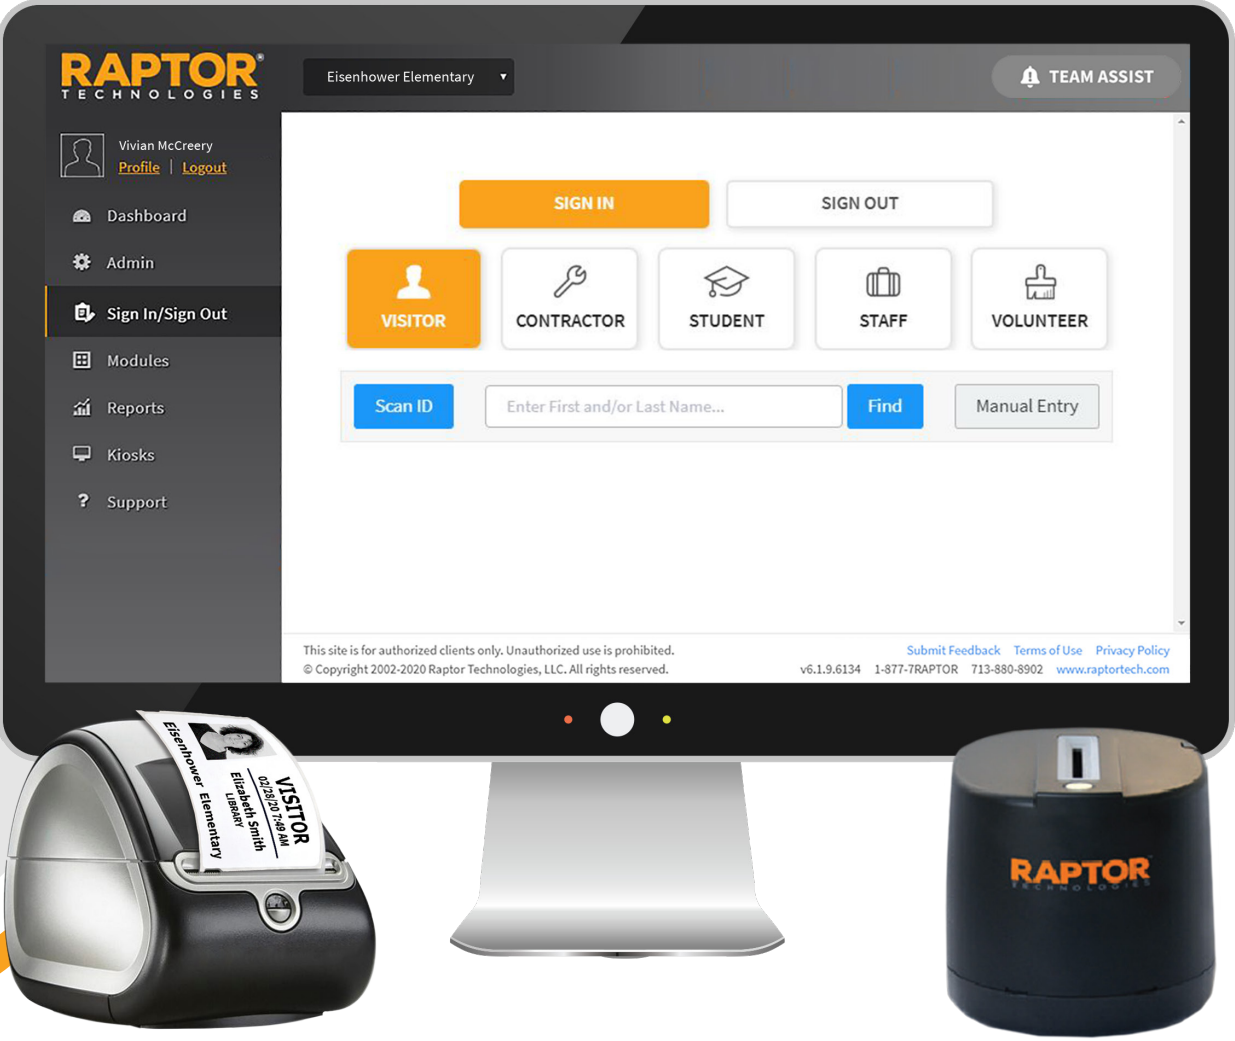 RAPTOR®
TECHNOLOGIES
Eisenhower Elementary
TEAM ASSIST
Vivian McCreery
Profile | Logout
Dashboard
Admin
Sign In/Sign Out
Modules
Reports
Kiosks
? Support
SIGN IN
SIGN OUT
VISITOR
CONTRACTOR
STUDENT
STAFF
VOLUNTEER
Scan ID
Enter First and/or Last Name...
Find
Manual Entry
This site is for authorized clients only. Unauthorized use is prohibited.
© Copyright 2002-2020 Raptor Technologies, LLC. All rights reserved.
Submit Feedback Terms of Use Privacy Policy
v6.1.9.6134 1-877-7RAPTOR 713-880-8902 www.raptortech.com
VISITOR
02/28/20 7:49 AM
Elizabeth Smith
LIBRARY
Eisenhower Elementary
RAPTOR
TECHNOLOGIES